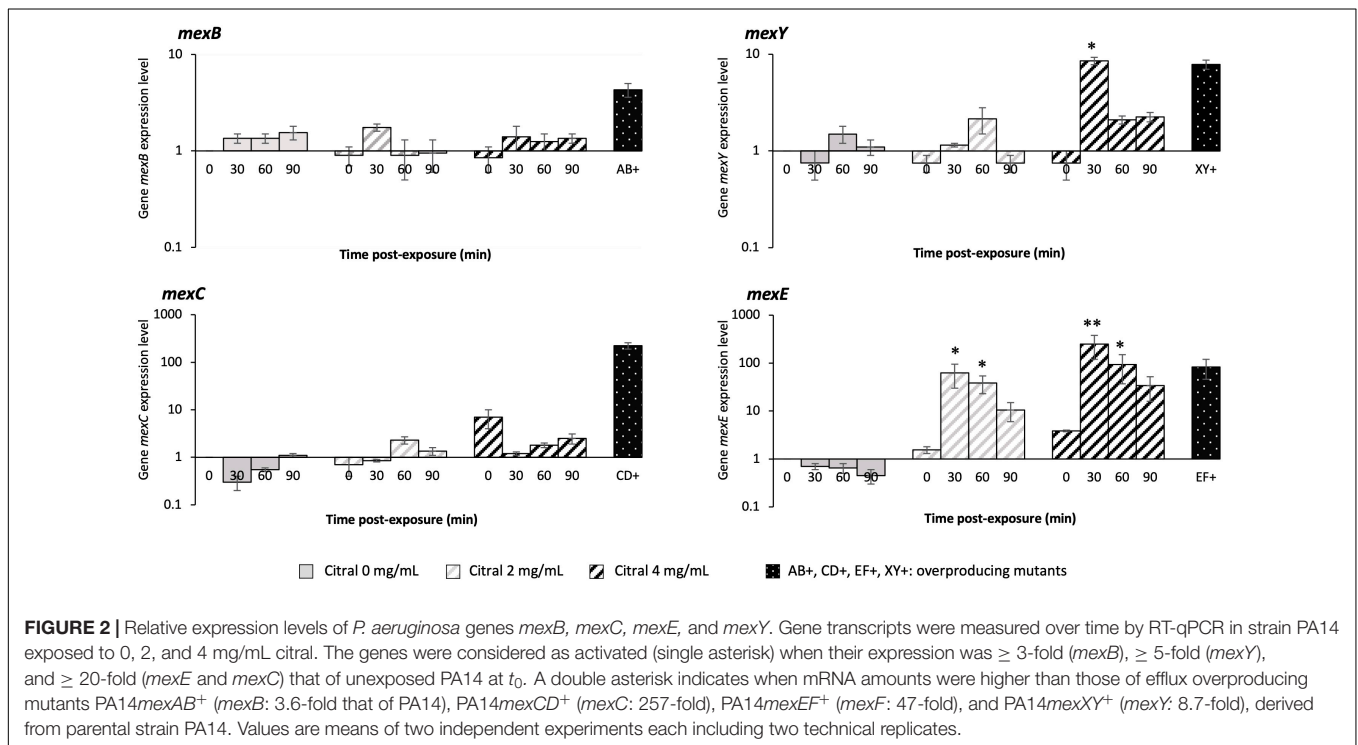 mexB
Gene mexB expression level
10
1
0.1
0 30 60 90 0 30 60 90 0 30 60 90 AB+
Time post-exposure (min)
mexY
Gene mexY expression level
10
1
0.1
*
0 30 60 90 0 30 60 90 0 30 60 90 XY+
Time post-exposure (min)
mexC
Gene mexC expression level
1000
100
10
1
0.1
0 30 60 90 0 30 60 90 0 30 60 90 CD+
Time post-exposure (min)
mexE
Gene mexE expression level
1000
100
10
1
0.1
* * ** *
0 30 60 90 0 30 60 90 0 30 60 90 EF+
Time post-exposure (min)
Citral 0 mg/mL Citral 2 mg/mL Citral 4 mg/mL AB+, CD+, EF+, XY+: overproducing mutants
FIGURE 2 | Relative expression levels of P. aeruginosa genes mexB, mexC, mexE, and mexY. Gene transcripts were measured over time by RT-qPCR in strain PA14
exposed to 0, 2, and 4 mg/mL citral. The genes were considered as activated (single asterisk) when their expression was ≥ 3-fold (mexB), ≥ 5-fold (mexY),
and ≥ 20-fold (mexE and mexC) that of unexposed PA14 at t₀. A double asterisk indicates when mRNA amounts were higher than those of efflux overproducing
mutants PA14mexAB⁺ (mexB: 3.6-fold that of PA14), PA14mexCD⁺ (mexC: 257-fold), PA14mexEF⁺ (mexF: 47-fold), and PA14mexXY⁺ (mexY: 8.7-fold), derived
from parental strain PA14. Values are means of two independent experiments each including two technical replicates.